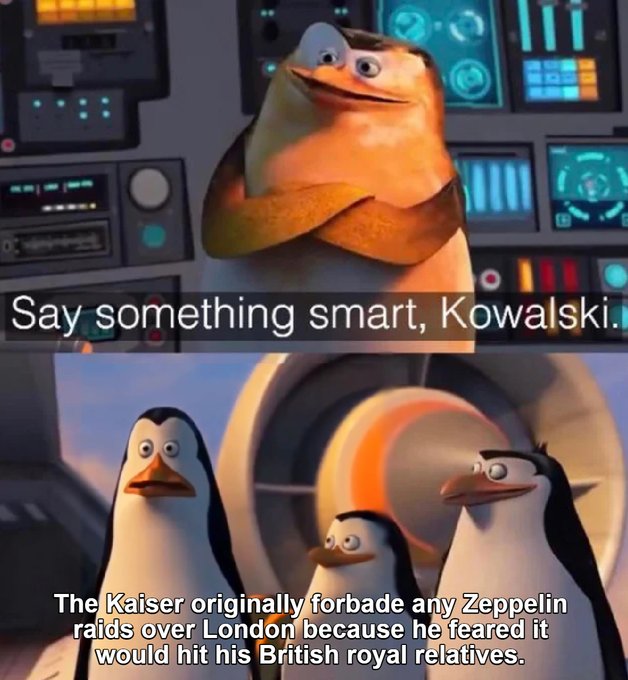 Say something smart, Kowalski.
The Kaiser originally forbade any Zeppelin
raids over London because he feared it
would hit his British royal relatives.